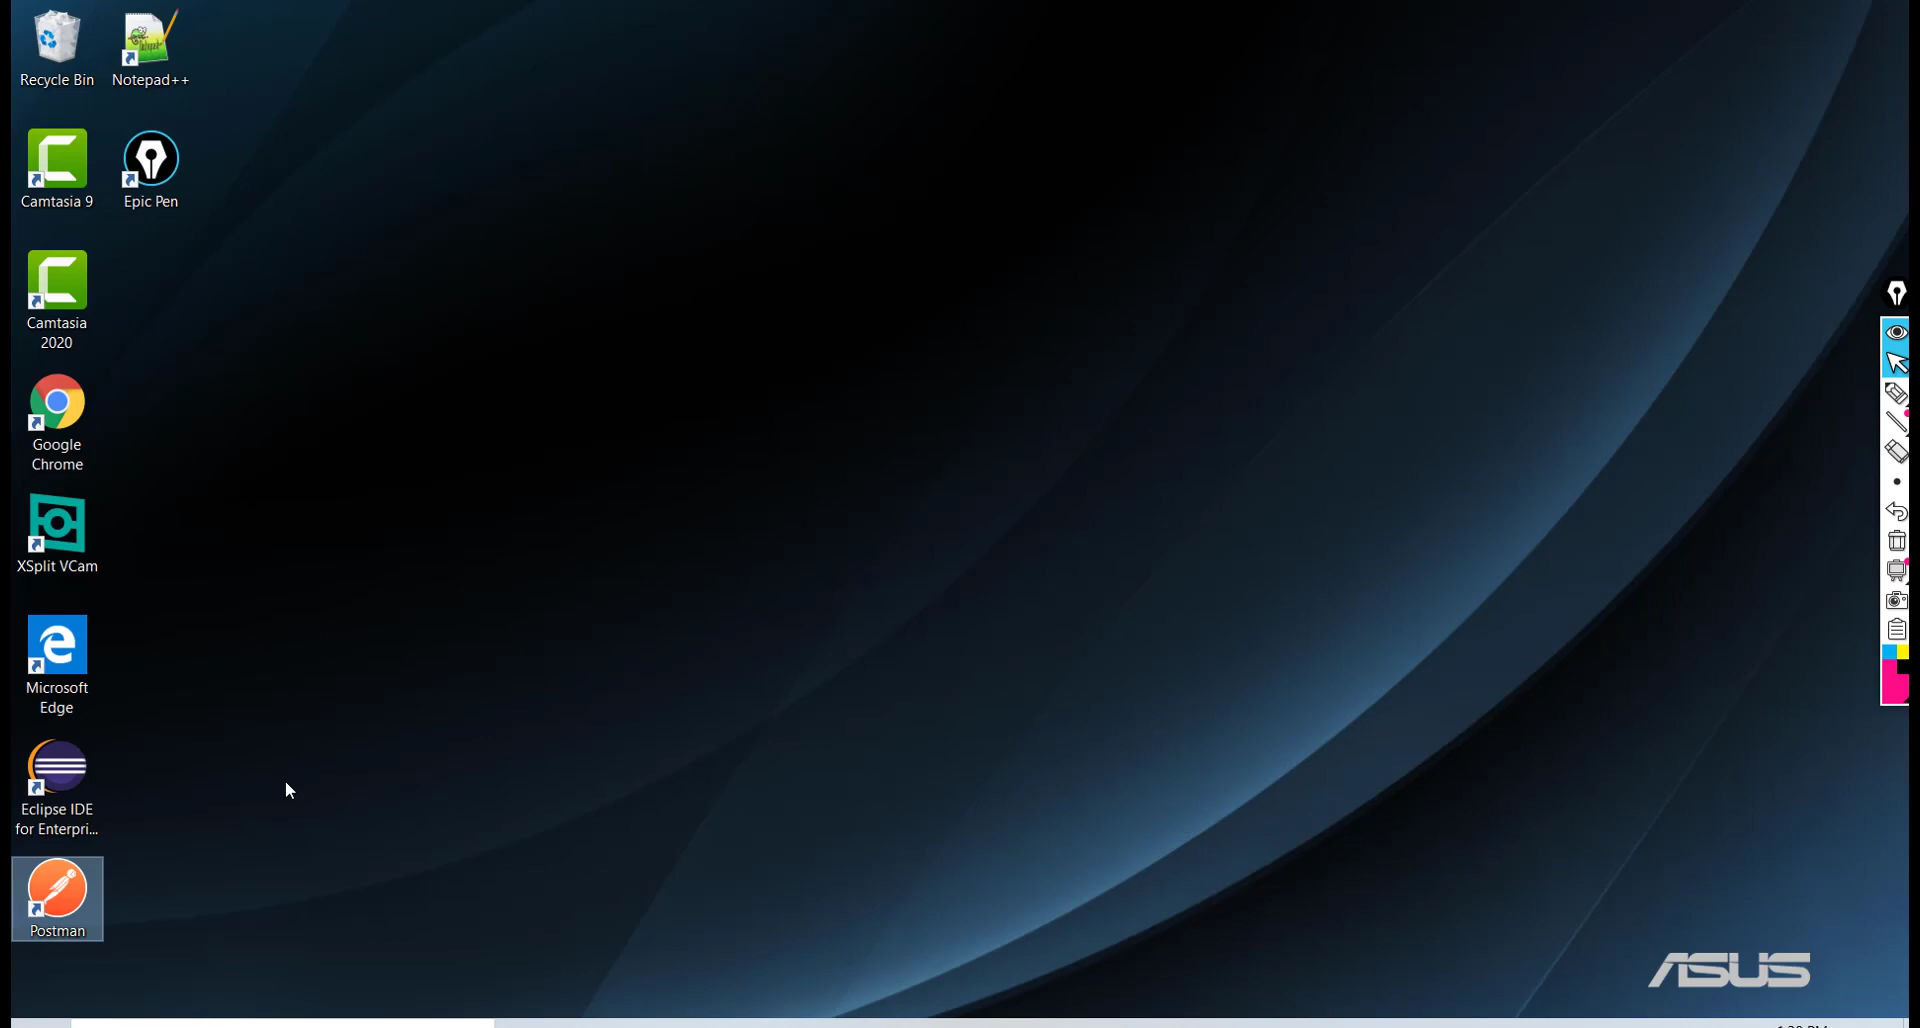 Recycle Bin
Notepad++
Camtasia 9
Epic Pen
Camtasia
2020
Google
Chrome
XSplit VCam
Microsoft
Edge
Eclipse IDE
for Enterpri...
Postman
ASUS